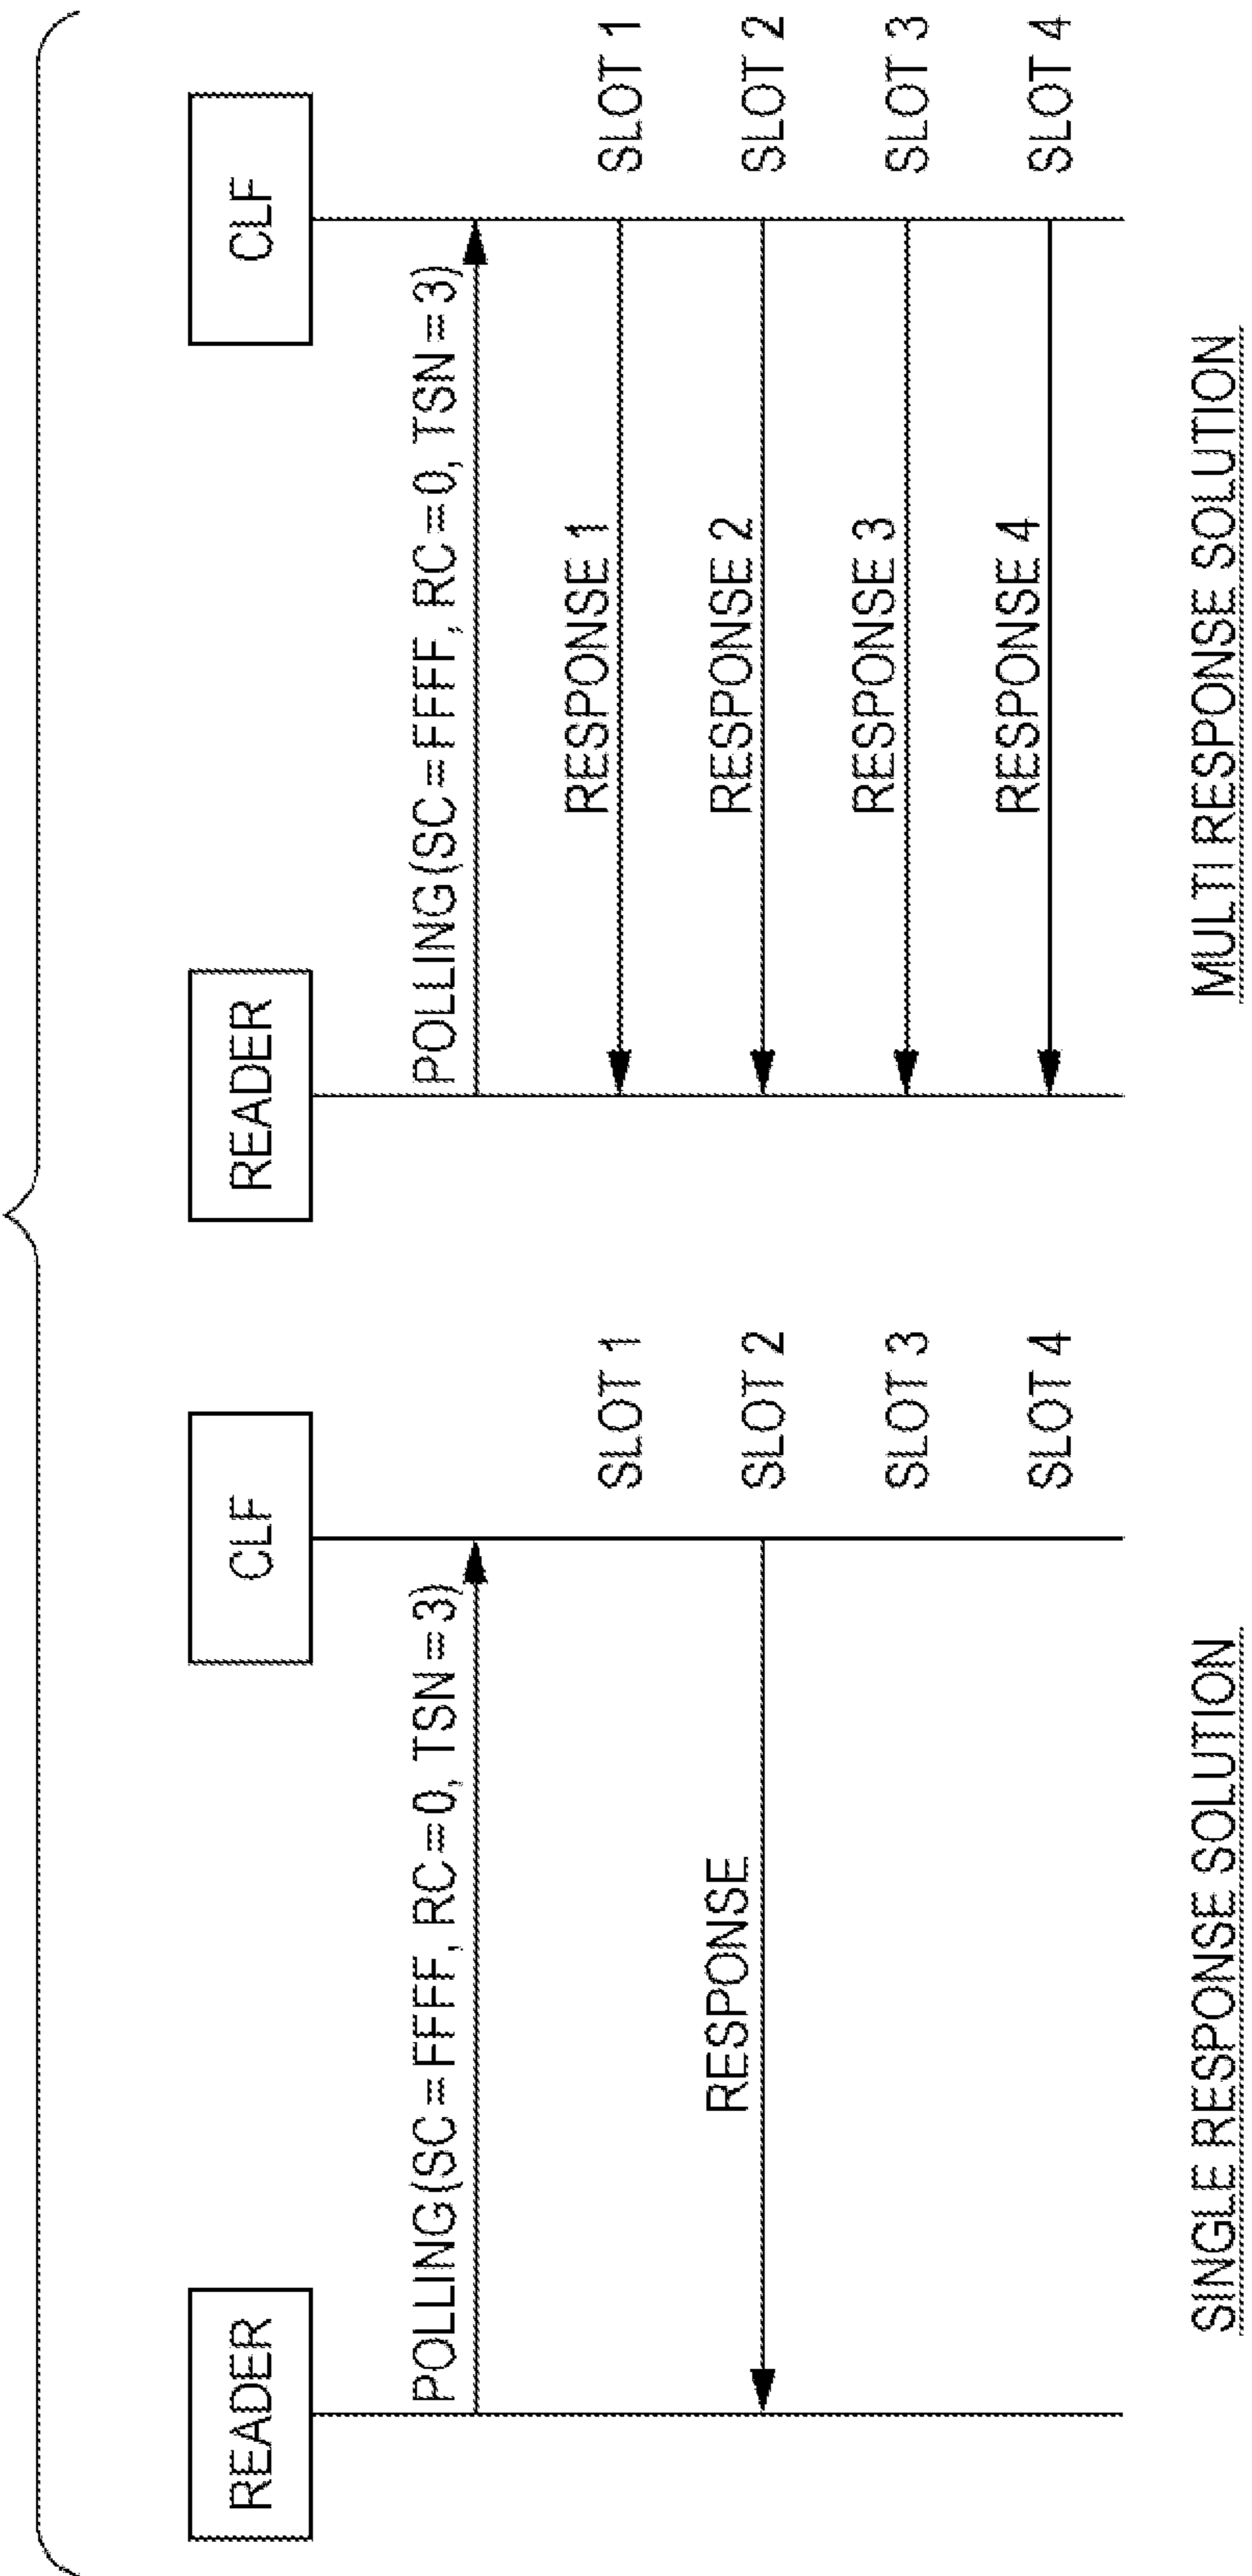 READER
CLF
POLLING(SC=FFFF, RC=0, TSN=3)
SLOT 1
RESPONSE
SLOT 2
SLOT 3
SLOT 4
SINGLE RESPONSE SOLUTION
READER
CLF
POLLING(SC=FFFF, RC=0, TSN=3)
RESPONSE 1
SLOT 1
RESPONSE 2
SLOT 2
RESPONSE 3
SLOT 3
RESPONSE 4
SLOT 4
MULTI RESPONSE SOLUTION